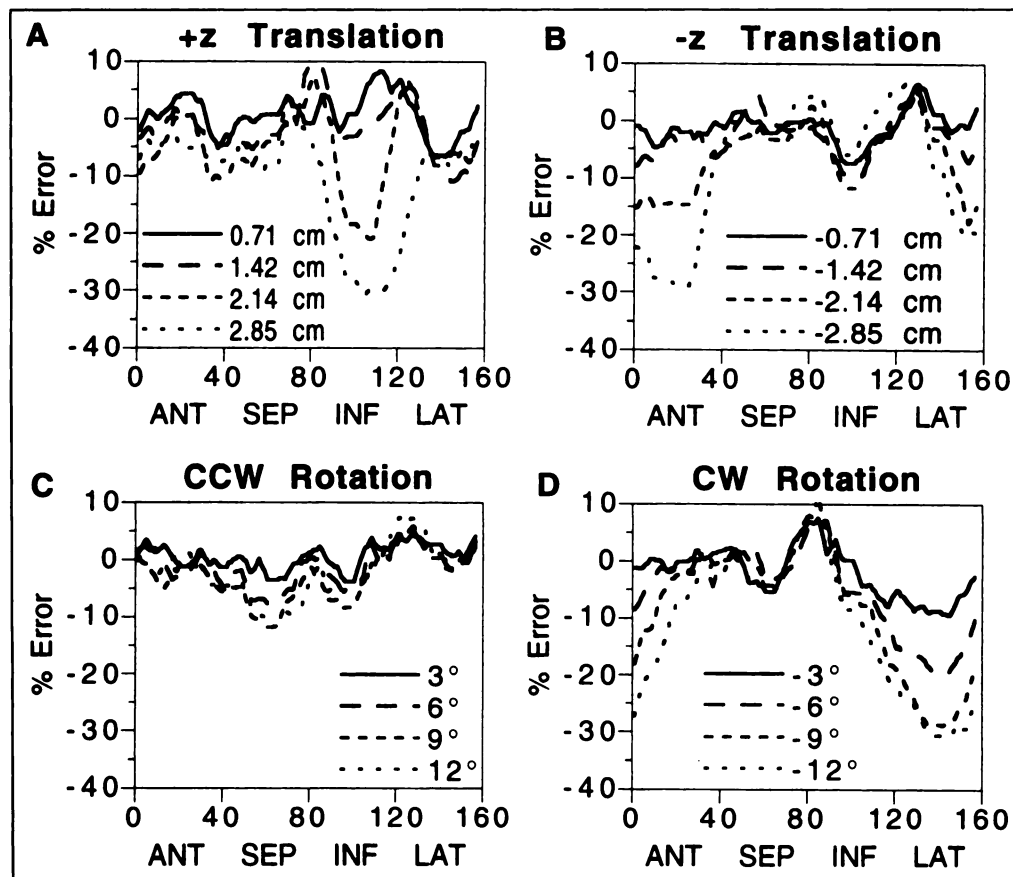 A
+z Translation
10
0
-10
-20
-30
-40
% Error
0.71 cm
1.42 cm
2.14 cm
2.85 cm
0 40 80 120 160
ANT SEP INF LAT
B
-z Translation
10
0
-10
-20
-30
-40
% Error
-0.71 cm
-1.42 cm
-2.14 cm
-2.85 cm
0 40 80 120 160
ANT SEP INF LAT
C
CCW Rotation
10
0
-10
-20
-30
-40
% Error
3°
6°
9°
12°
0 40 80 120 160
ANT SEP INF LAT
D
CW Rotation
10
0
-10
-20
-30
-40
% Error
-3°
-6°
-9°
-12°
0 40 80 120 160
ANT SEP INF LAT